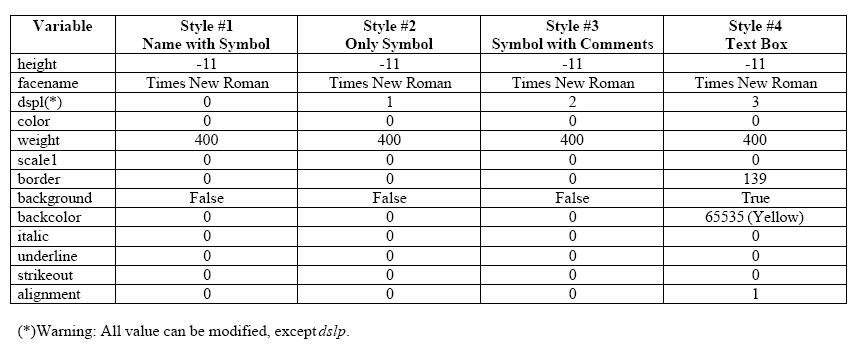 Variable Style #1 Name with Symbol Style #2 Only Symbol Style #3 Symbol with Comments Style #4 Text Box
height -11 -11 -11 -11
facename Times New Roman Times New Roman Times New Roman Times New Roman
dspl(*) 0 1 2 3
color 0 0 0 0
weight 400 400 400 400
scale1 0 0 0 0
border 0 0 0 139
background False False False True
backcolor 0 0 0 65535 (Yellow)
italic 0 0 0 0
underline 0 0 0 0
strikeout 0 0 0 0
alignment 0 0 0 1
(*)Warning: All value can be modified, except dslp.